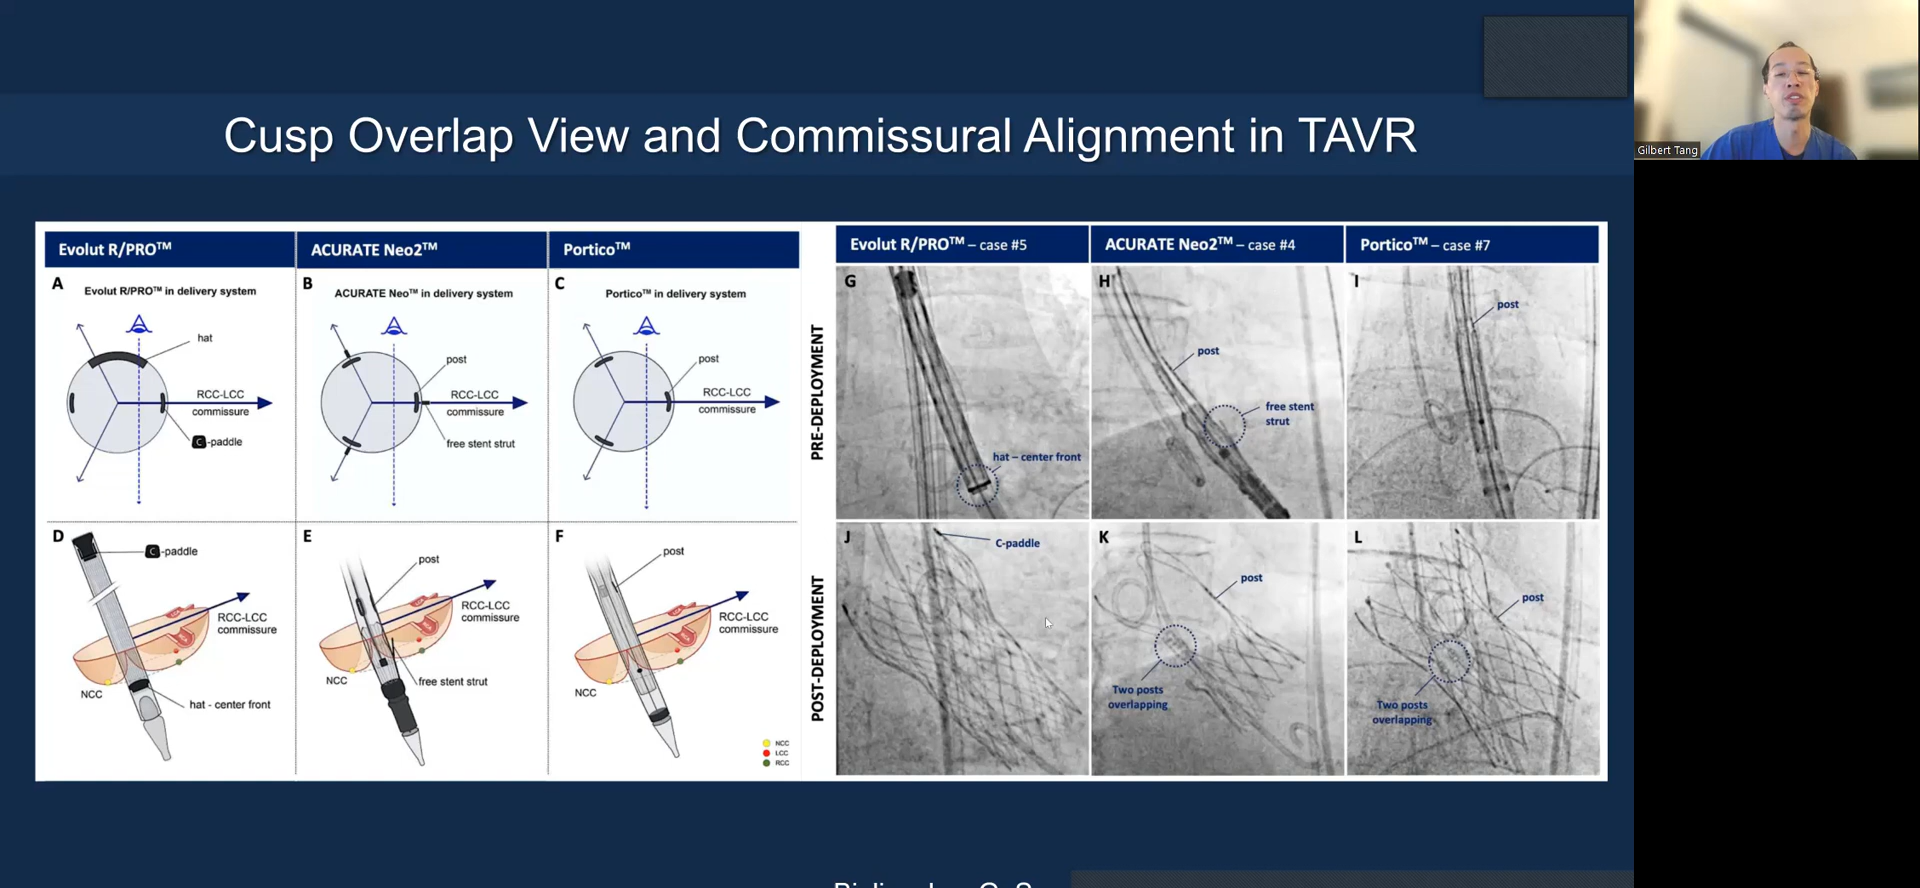 Cusp Overlap View and Commissural Alignment in TAVR
Gilbert Tang
Evolut R/PRO™
ACURATE Neo2™
Portico™
A
Evolut R/PRO™ in delivery system
hat
RCC-LCC
commissure
C-paddle
B
ACURATE Neo™ in delivery system
post
RCC-LCC
commissure
free stent strut
C
Portico™ in delivery system
post
RCC-LCC
commissure
D
C-paddle
RCC-LCC
commissure
NCC
hat - center front
E
post
RCC-LCC
commissure
NCC
free stent strut
F
post
RCC-LCC
commissure
NCC
NCC
LCC
RCC
Evolut R/PRO™ – case #5
ACURATE Neo2™ – case #4
Portico™ – case #7
PRE-DEPLOYMENT
G
hat – center front
H
post
free stent
strut
I
post
POST-DEPLOYMENT
J
C-paddle
K
post
Two posts
overlapping
L
post
Two posts
overlapping